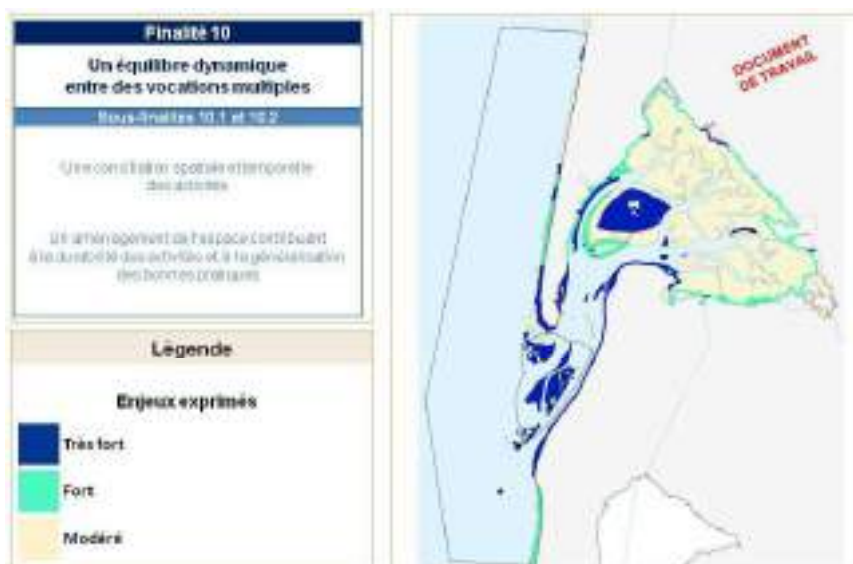 Finalité 10
Un équilibre dynamique
entre des vocations multiples
Sous-finalités 10.1 et 10.2
Une conciliation spatiale et temporelle
des activités
Un aménagement de l'espace contribuant
à la durabilité des activités et à la généralisation
des bonnes pratiques
Légende
Enjeux exprimés
Très fort
Fort
Modéré
DOCUMENT
DE TRAVAIL